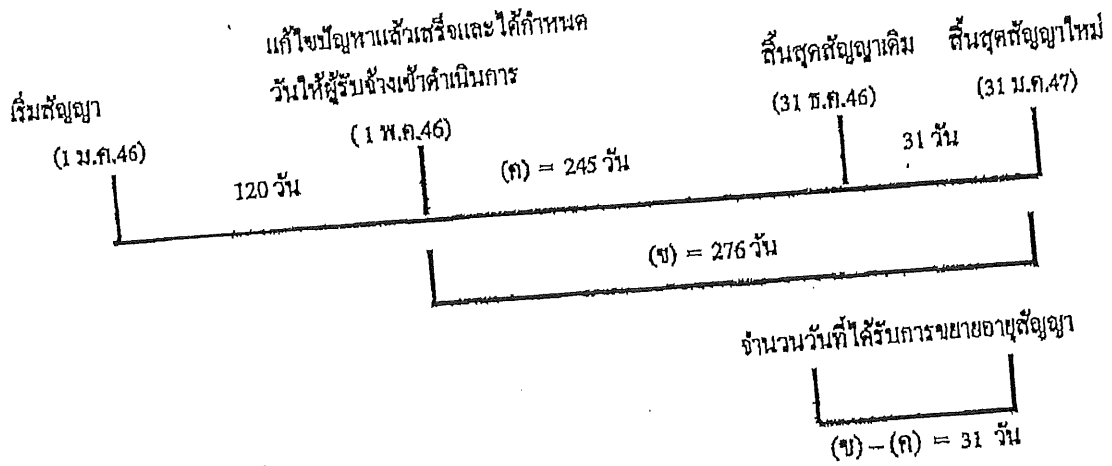 แก้ไขปัญหาแล้วเสร็จและได้กำหนด
วันให้ผู้รับจ้างเข้าดำเนินการ
(1 พ.ค.46)
เริ่มสัญญา
(1 ม.ค.46)
สิ้นสุดสัญญาเดิม
(31 ธ.ค.46)
สิ้นสุดสัญญาใหม่
(31 ม.ค.47)
120 วัน
(ค) = 245 วัน
31 วัน
(ข) = 276 วัน
จำนวนวันที่ได้รับการขยายอายุสัญญา
(ข) – (ค) = 31 วัน